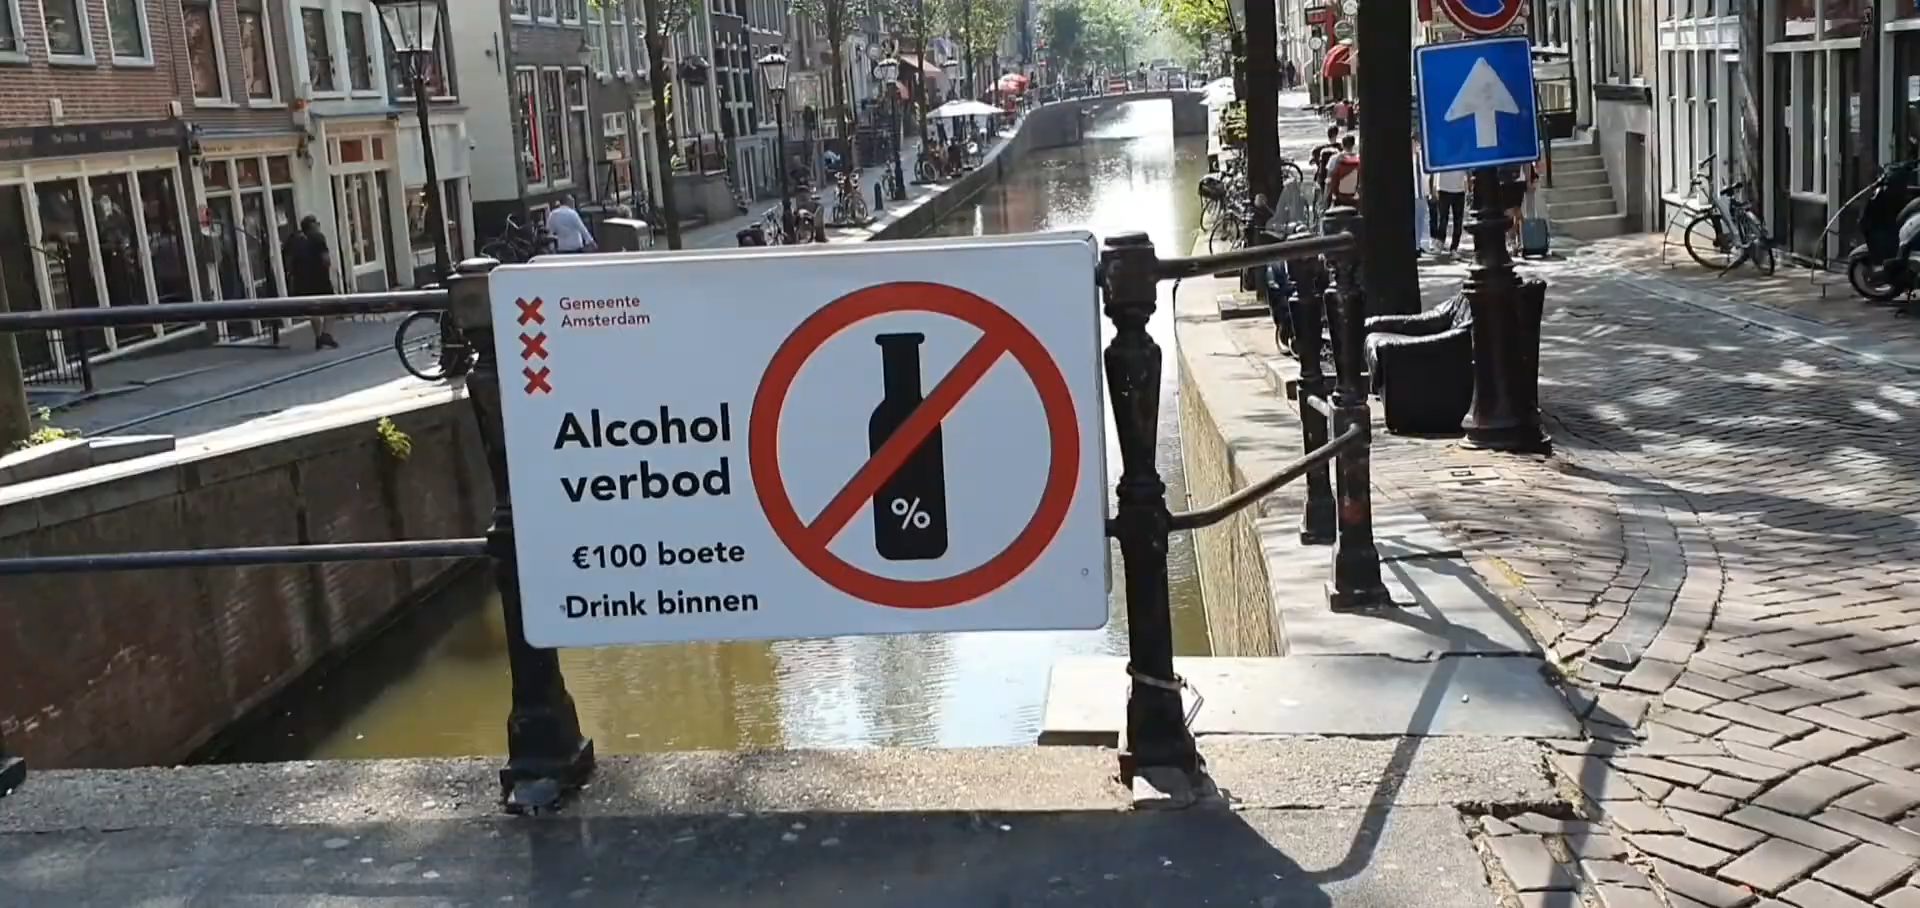 Gemeente
Amsterdam
Alcohol
verbod
%
€100 boete
Drink binnen